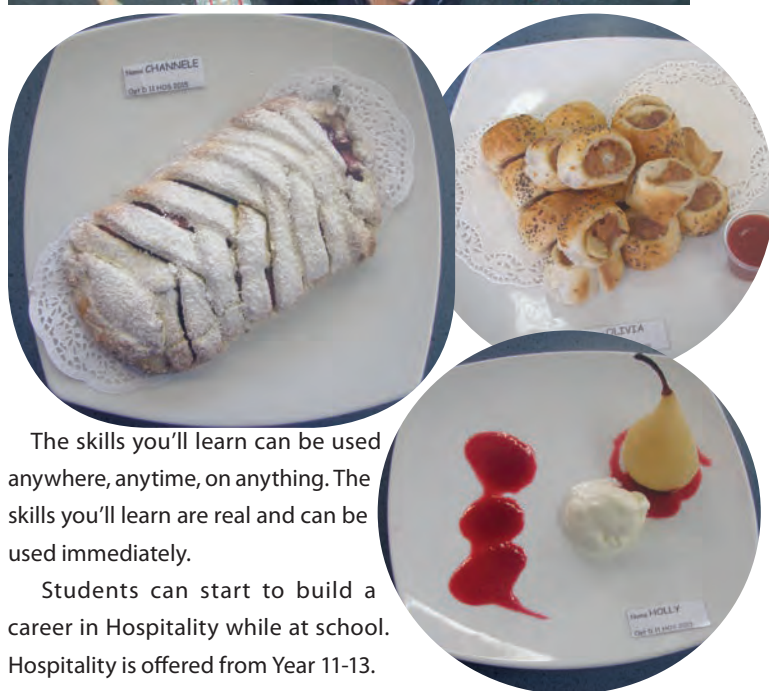 Name CHANNELE
OLIVIA
The skills you'll learn can be used
anywhere, anytime, on anything. The
skills you'll learn are real and can be
used immediately.
Students can start to build a
career in Hospitality while at school.
Hospitality is offered from Year 11-13.
Name HOLLY